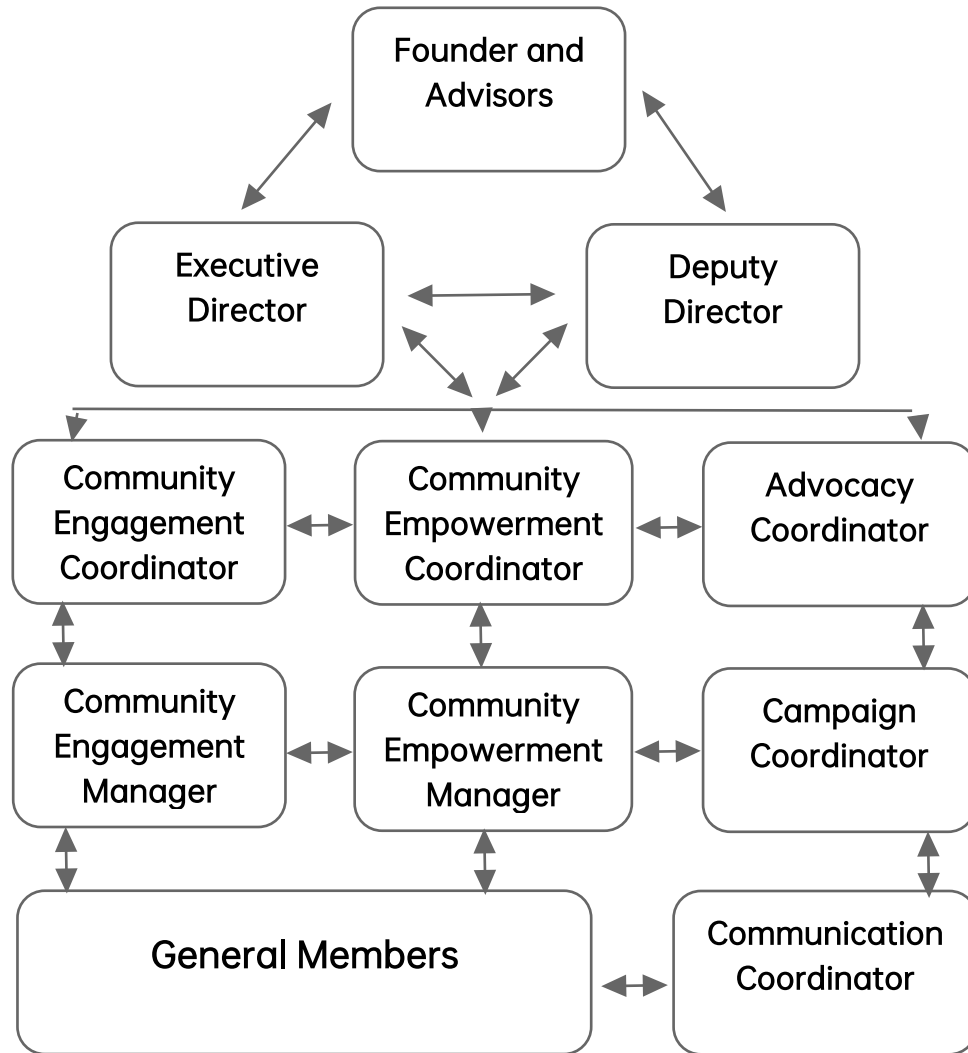 Founder and
Advisors
Executive
Director
Deputy
Director
Community
Engagement
Coordinator
Community
Empowerment
Coordinator
Advocacy
Coordinator
Community
Engagement
Manager
Community
Empowerment
Manager
Campaign
Coordinator
General Members
Communication
Coordinator